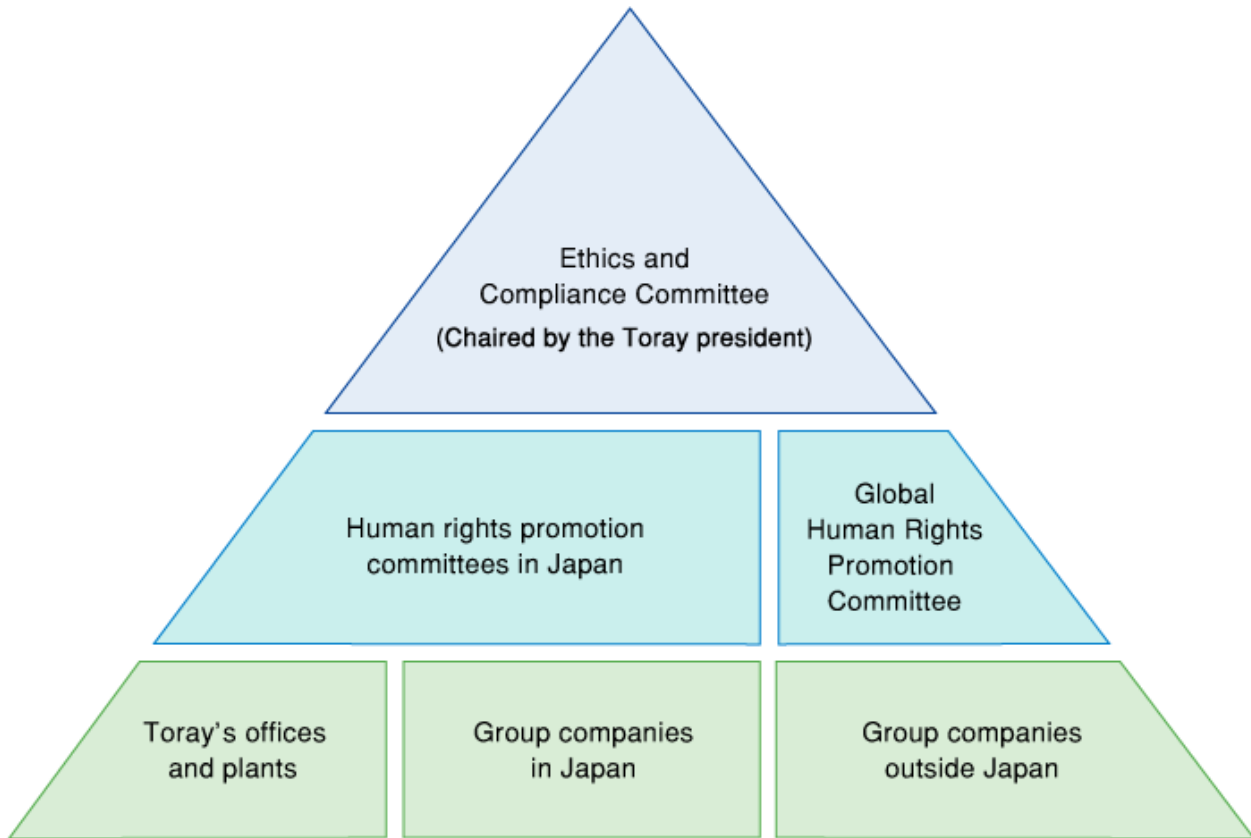 Ethics and
Compliance Committee
(Chaired by the Toray president)
Human rights promotion
committees in Japan
Global
Human Rights
Promotion
Committee
Toray’s offices
and plants
Group companies
in Japan
Group companies
outside Japan